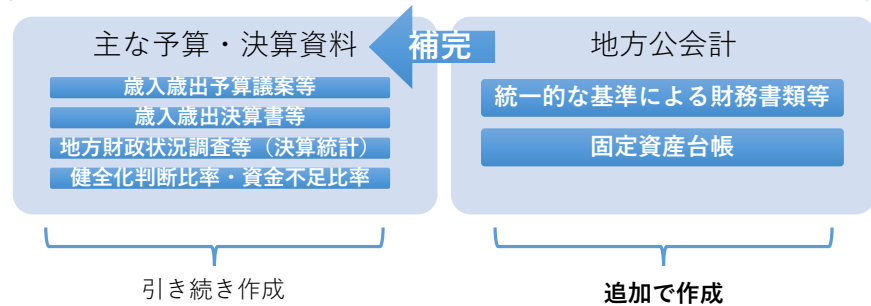 主な予算・決算資料
歳入歳出予算議案等
歳入歳出決算書等
地方財政状況調査等（決算統計）
健全化判断比率・資金不足比率
引き続き作成
補完
地方公会計
統一的な基準による財務書類等
固定資産台帳
追加で作成